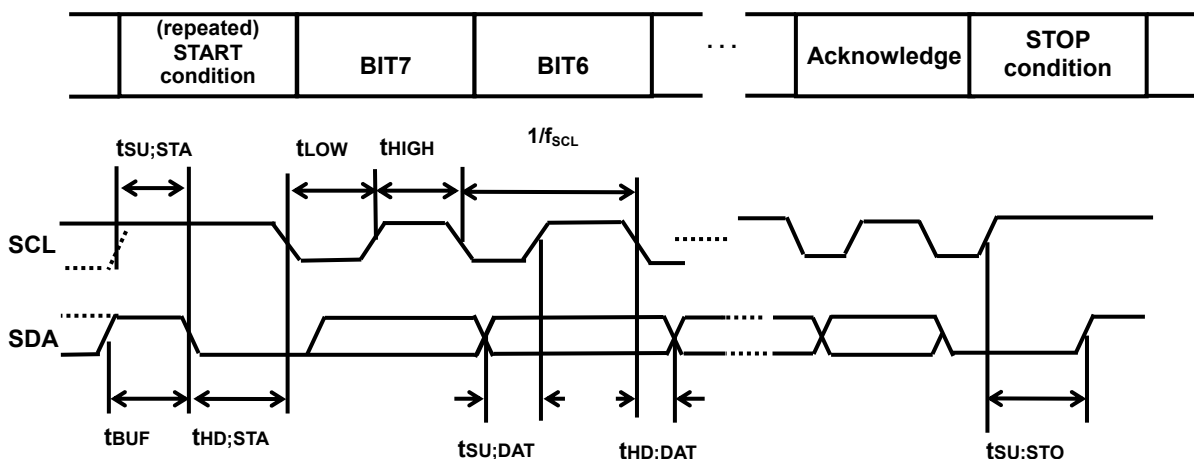 (repeated)
START
condition
BIT7
BIT6
...
Acknowledge
STOP
condition
tSU;STA
tLOW
tHIGH
1/fSCL
SCL
SDA
tBUF
tHD;STA
tSU;DAT
tHD:DAT
tSU:STO